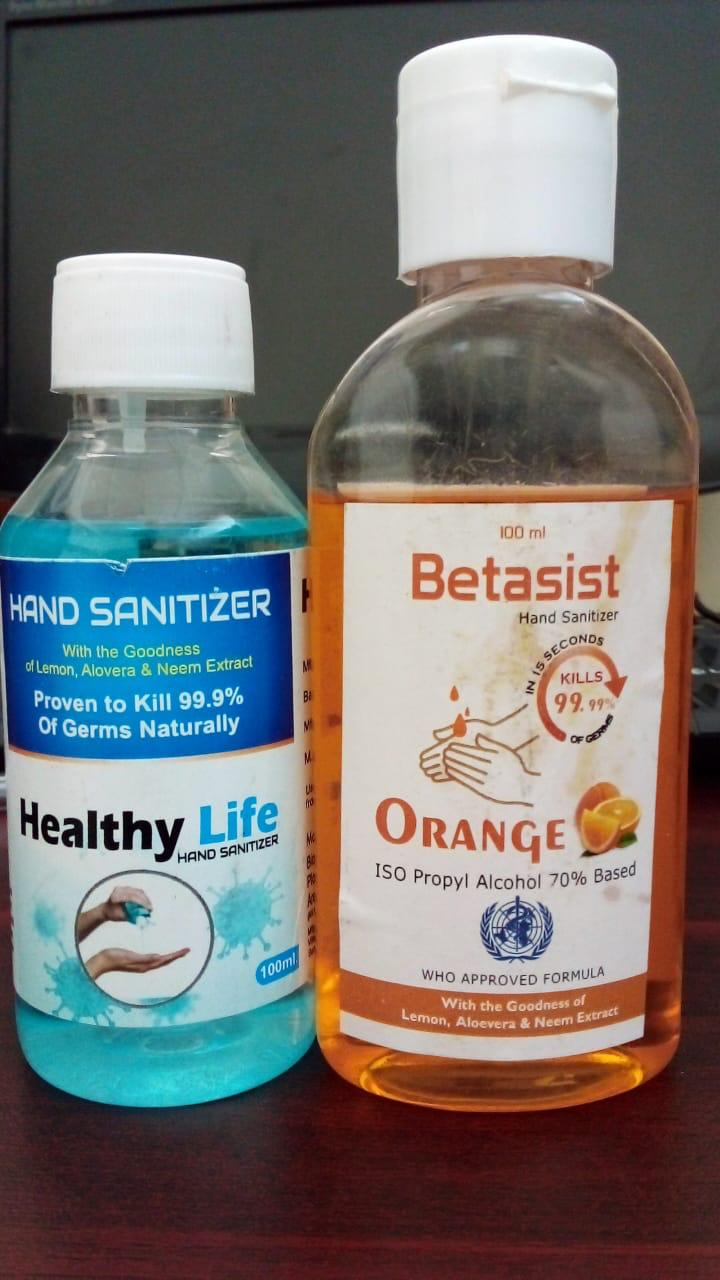 HAND SANITIZER
With the Goodness
of Lemon, Alovera & Neem Extract
Proven to Kill 99.9%
Of Germs Naturally
Healthy Life
HAND SANITIZER
100ml.
100 ml
Betasist
Hand Sanitizer
IN 15 SECONDS
KILLS
99.99%
OF GERMS
ORANGE
ISO Propyl Alcohol 70% Based
WHO APPROVED FORMULA
With the Goodness of
Lemon, Aloevera & Neem Extract